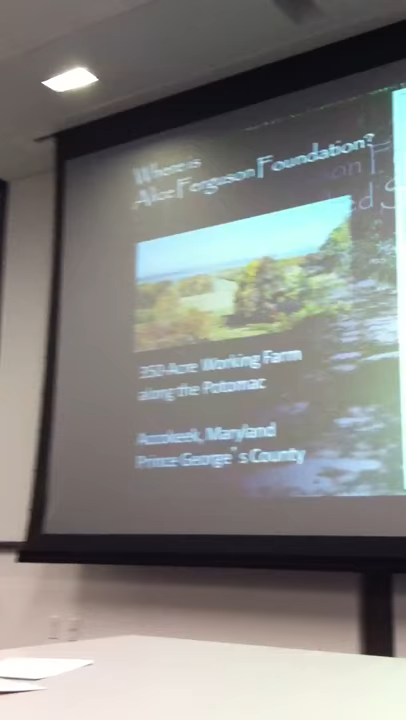 Where is
Alice Ferguson Foundation?
350-Acre Working Farm
along the Potomac
Accokeek, Maryland
Prince George's County